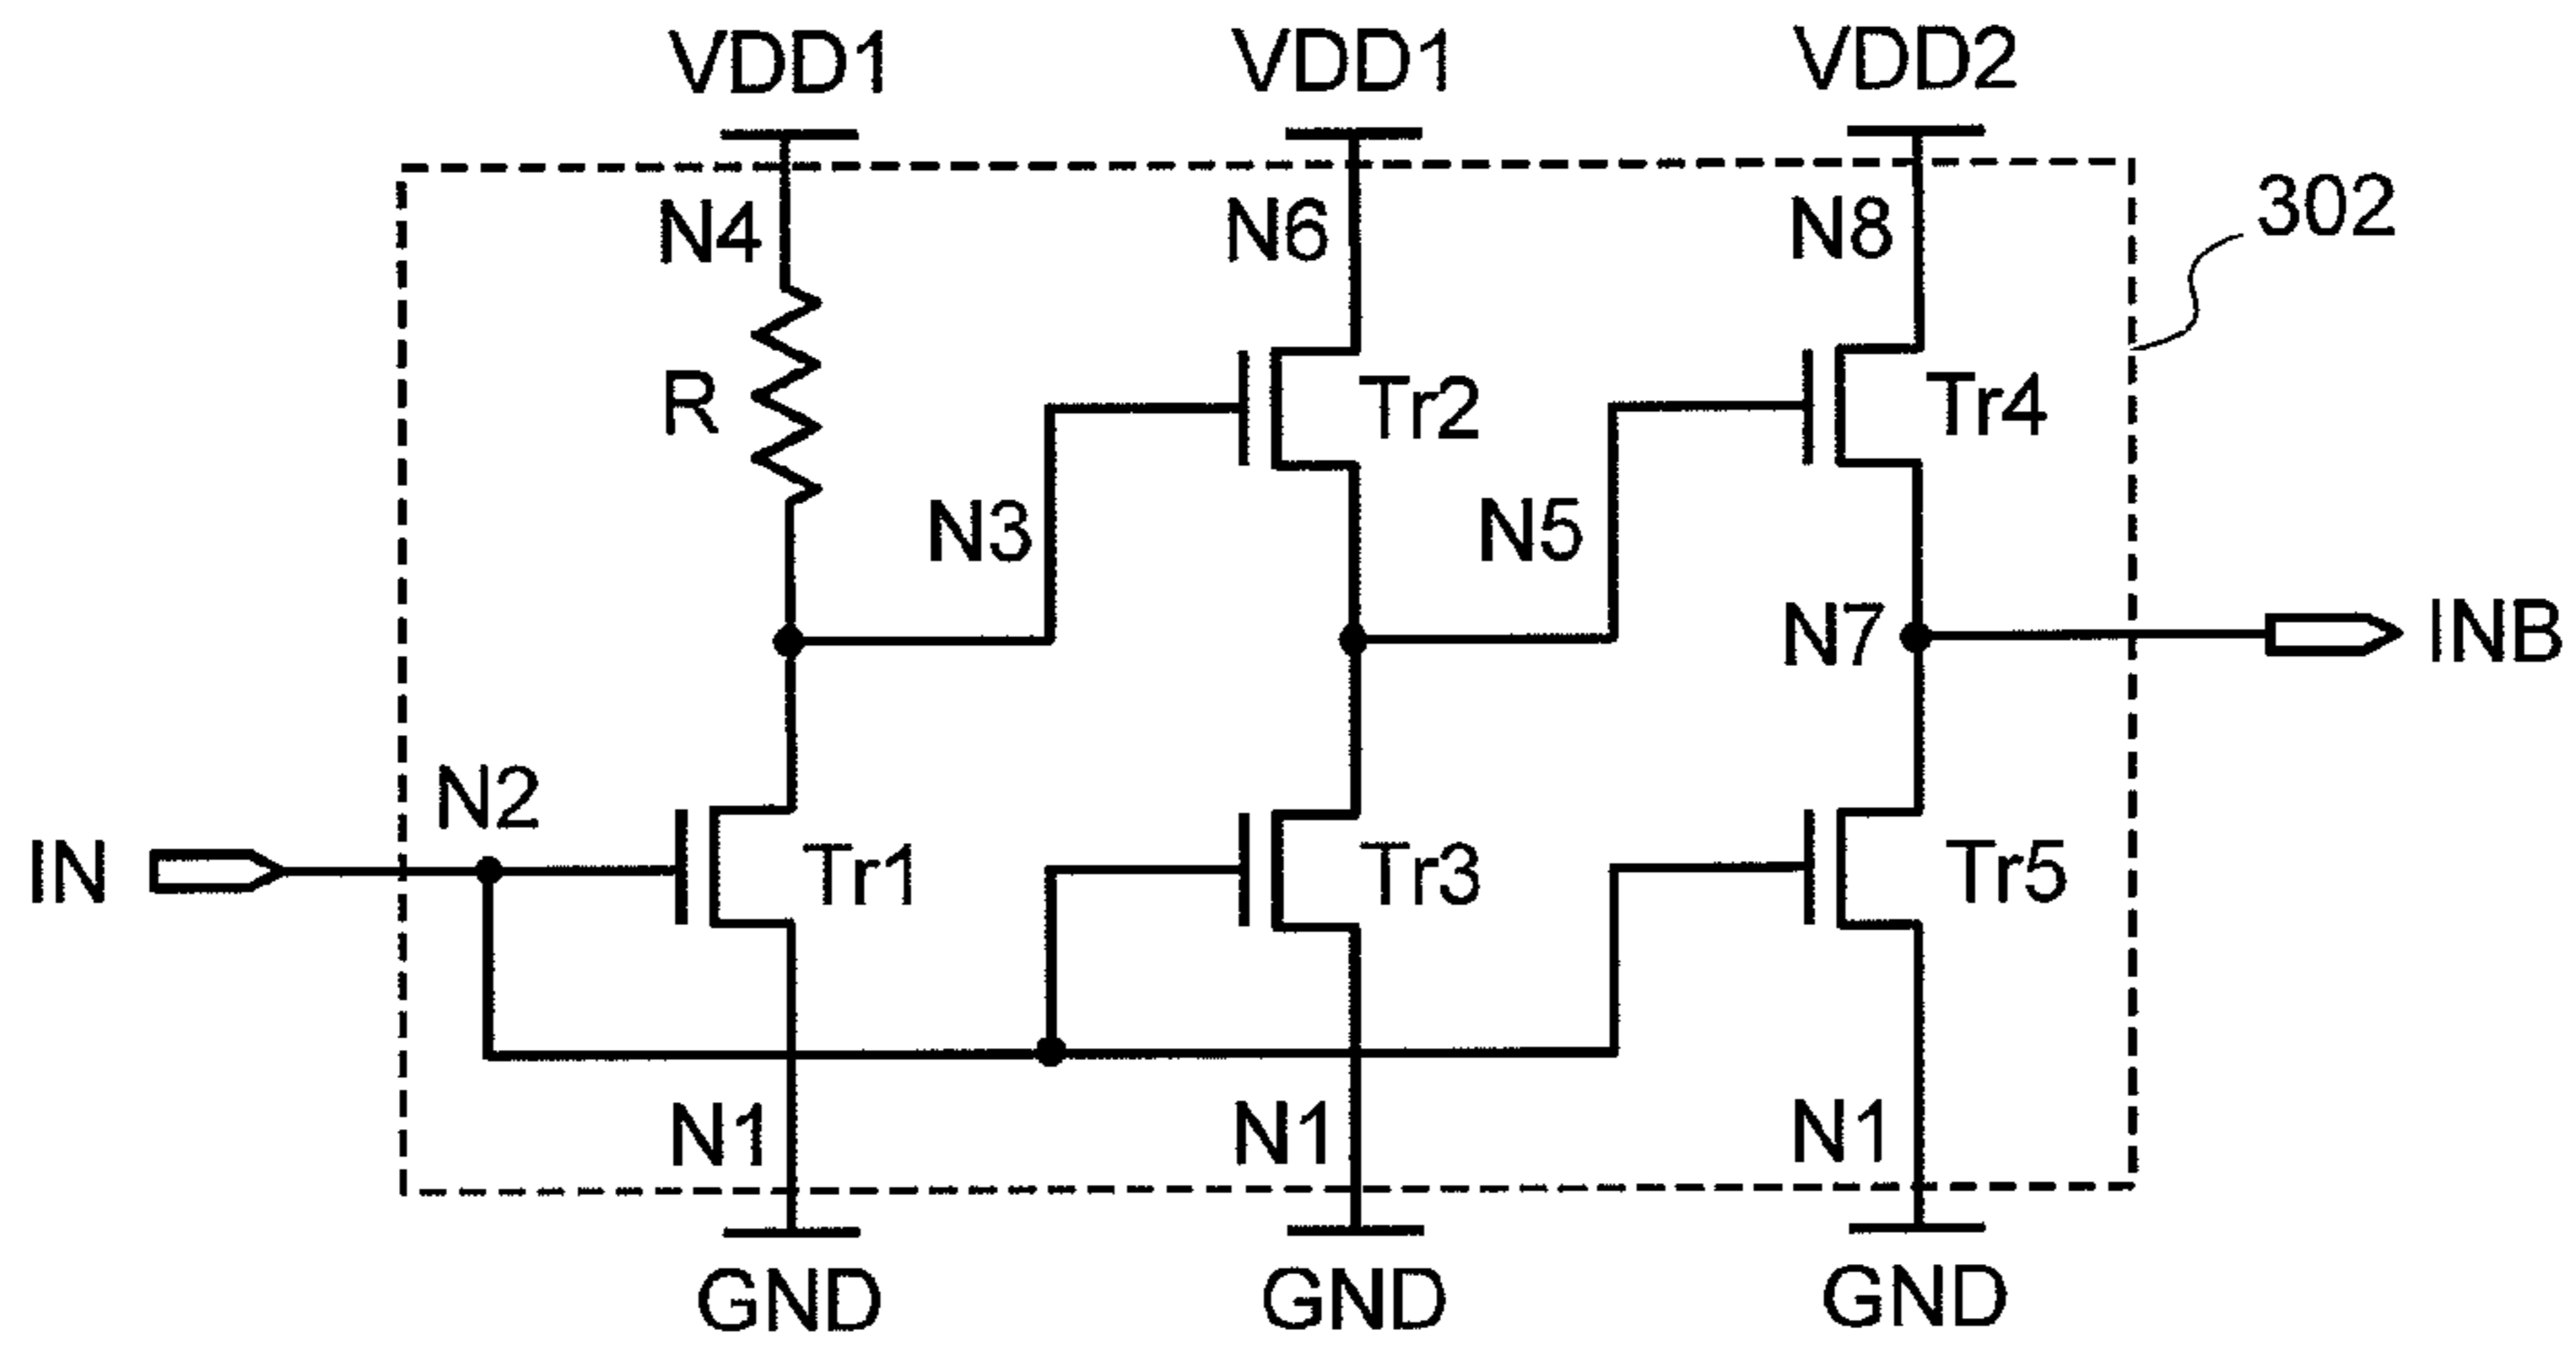 VDD1 VDD1 VDD2
N4 N6 N8 302
R Tr2 Tr4
N3 N5
N7 INB
N2
IN Tr1 Tr3 Tr5
N1 N1 N1
GND GND GND